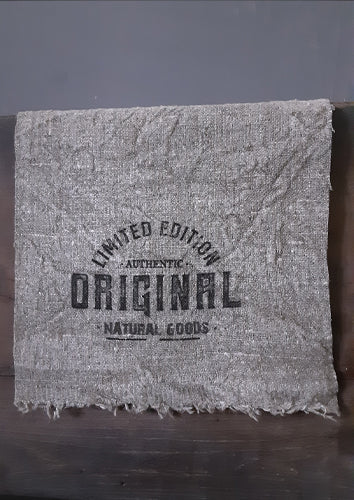 LIMITED EDITION
· AUTHENTIC ·
ORIGINAL
· NATURAL GOODS ·